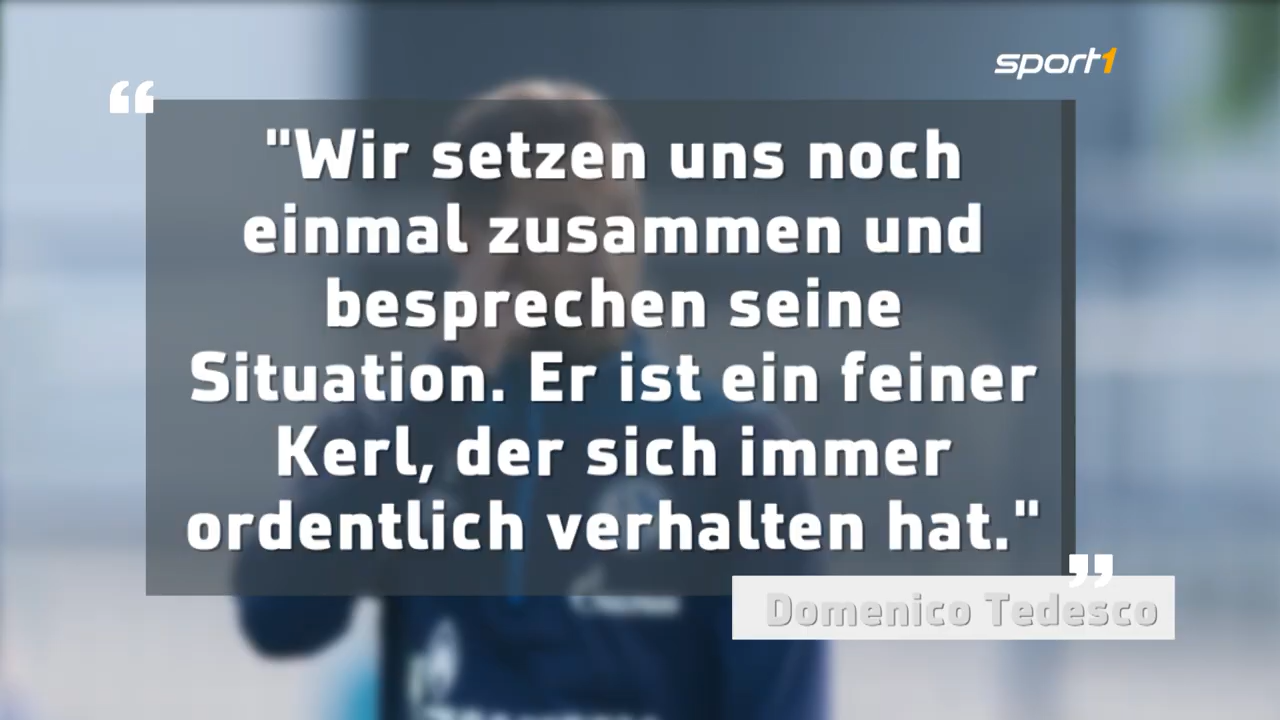 sport1
"Wir setzen uns noch
einmal zusammen und
besprechen seine
Situation. Er ist ein feiner
Kerl, der sich immer
ordentlich verhalten hat."
Domenico Tedesco